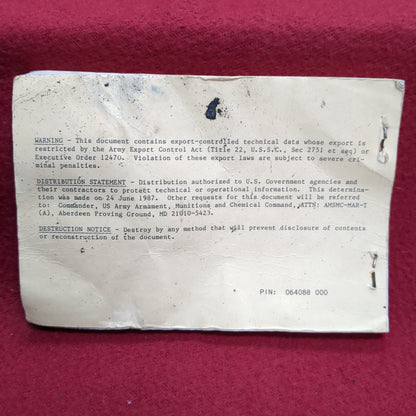 WARNING - This document contains export-controlled technical data whose export is
restricted by the Army Export Control Act (Title 22, U.S.S.C., Sec 2751 et seq) or
Executive Order 12470. Violation of these export laws are subject to severe cri-
minal penalties.
DISTRIBUTION STATEMENT - Distribution authorized to U.S. Government agencies and
their contractors to protect technical or operational information. This determina-
tion was made on 24 June 1987. Other requests for this document will be referred
to: Commander, US Army Armament, Munitions and Chemical Command, ATTN: AMSMC-MAR-T
(A), Aberdeen Proving Ground, MD 21010-5423.
DESTRUCTION NOTICE - Destroy by any method that will prevent disclosure of contents
or reconstruction of the document.
PIN: 064088 000